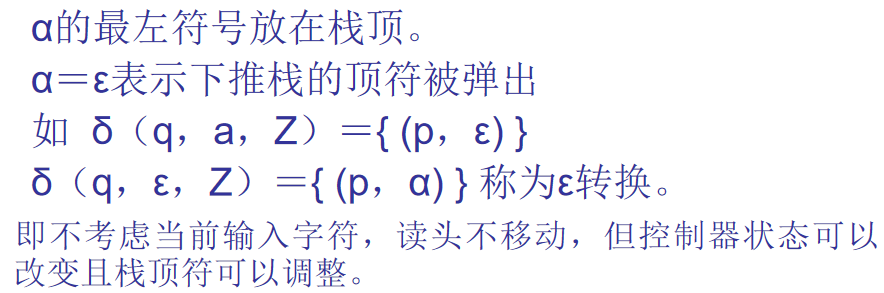 α的最左符号放在栈顶。
α＝ε表示下推栈的顶符被弹出
如 δ（q，a，Z）＝{ (p，ε) }
δ（q，ε，Z）＝{ (p，α) } 称为ε转换。
即不考虑当前输入字符，读头不移动，但控制器状态可以
改变且栈顶符可以调整。